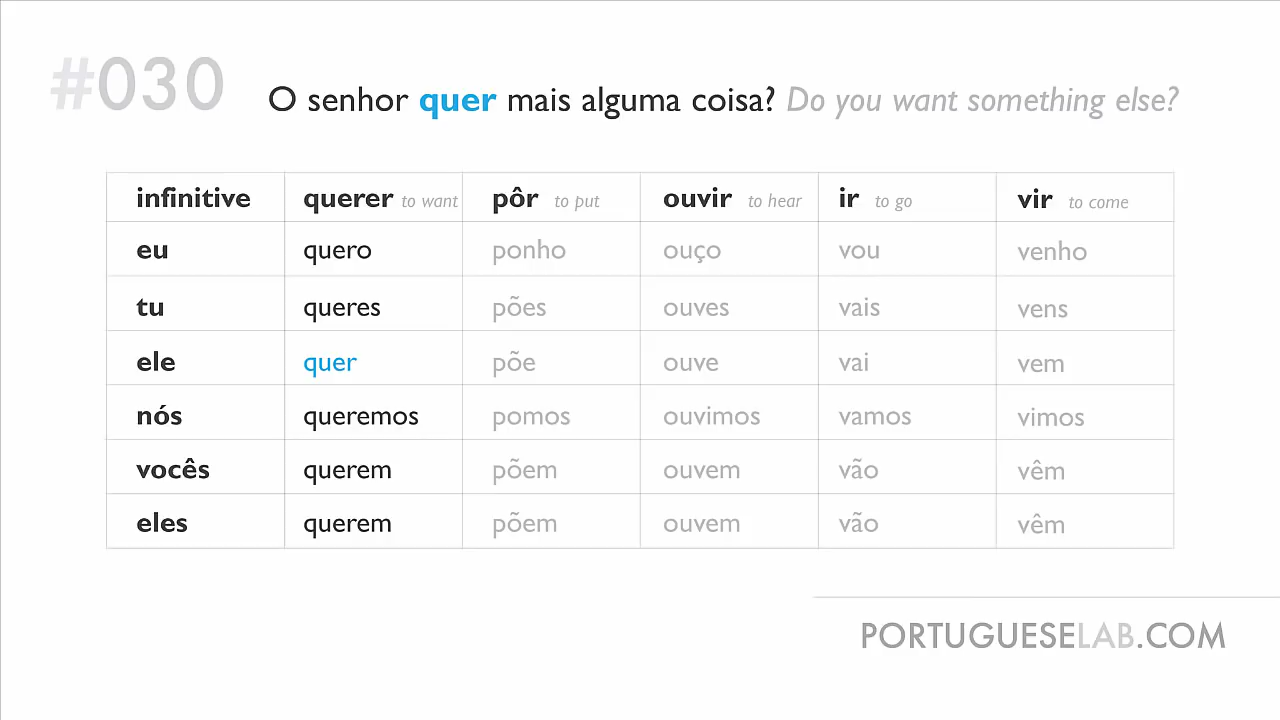 #030
O senhor quer mais alguma coisa? Do you want something else?
infinitive querer to want pôr to put ouvir to hear ir to go vir to come
eu quero ponho ouço vou venho
tu queres pões ouves vais vens
ele quer põe ouve vai vem
nós queremos pomos ouvimos vamos vimos
vocês querem põem ouvem vão vêm
eles querem põem ouvem vão vêm
PORTUGUESELAB.COM